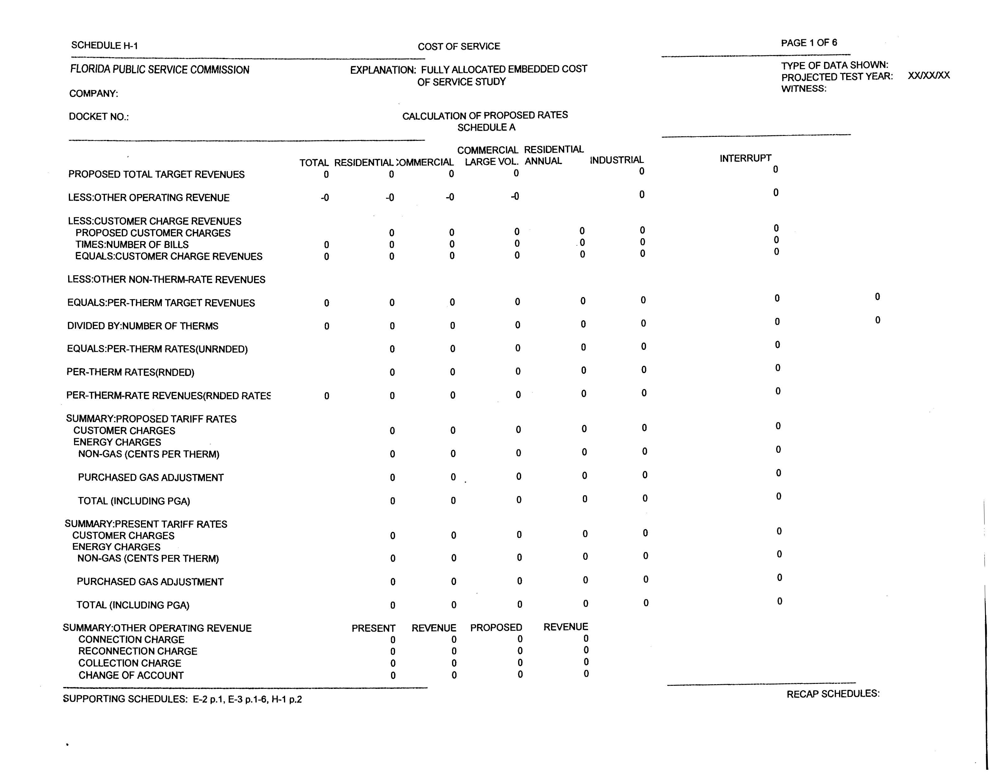 SCHEDULE H-1 COST OF SERVICE PAGE 1 OF 6
FLORIDA PUBLIC SERVICE COMMISSION EXPLANATION: FULLY ALLOCATED EMBEDDED COST TYPE OF DATA SHOWN:
OF SERVICE STUDY PROJECTED TEST YEAR: XX/XX/XX
COMPANY: WITNESS:
DOCKET NO.: CALCULATION OF PROPOSED RATES
SCHEDULE A
COMMERCIAL RESIDENTIAL
TOTAL RESIDENTIAL COMMERCIAL LARGE VOL. ANNUAL INDUSTRIAL INTERRUPT
PROPOSED TOTAL TARGET REVENUES 0 0 0 0 0 0
LESS:OTHER OPERATING REVENUE -0 -0 -0 -0 0 0
LESS:CUSTOMER CHARGE REVENUES
PROPOSED CUSTOMER CHARGES 0 0 0 0 0 0
TIMES:NUMBER OF BILLS 0 0 0 0 0 0 0
EQUALS:CUSTOMER CHARGE REVENUES 0 0 0 0 0 0 0
LESS:OTHER NON-THERM-RATE REVENUES
EQUALS:PER-THERM TARGET REVENUES 0 0 0 0 0 0 0 0
DIVIDED BY:NUMBER OF THERMS 0 0 0 0 0 0 0 0
EQUALS:PER-THERM RATES(UNRNDED) 0 0 0 0 0 0
PER-THERM RATES(RNDED) 0 0 0 0 0 0
PER-THERM-RATE REVENUES(RNDED RATES 0 0 0 0 0 0 0
SUMMARY:PROPOSED TARIFF RATES
CUSTOMER CHARGES 0 0 0 0 0 0
ENERGY CHARGES
NON-GAS (CENTS PER THERM) 0 0 0 0 0 0
PURCHASED GAS ADJUSTMENT 0 0 0 0 0 0
TOTAL (INCLUDING PGA) 0 0 0 0 0 0
SUMMARY:PRESENT TARIFF RATES
CUSTOMER CHARGES 0 0 0 0 0 0
ENERGY CHARGES
NON-GAS (CENTS PER THERM) 0 0 0 0 0 0
PURCHASED GAS ADJUSTMENT 0 0 0 0 0 0
TOTAL (INCLUDING PGA) 0 0 0 0 0 0
SUMMARY:OTHER OPERATING REVENUE PRESENT REVENUE PROPOSED REVENUE
CONNECTION CHARGE 0 0 0 0
RECONNECTION CHARGE 0 0 0 0
COLLECTION CHARGE 0 0 0 0
CHANGE OF ACCOUNT 0 0 0 0
SUPPORTING SCHEDULES: E-2 p.1, E-3 p.1-6, H-1 p.2 RECAP SCHEDULES: